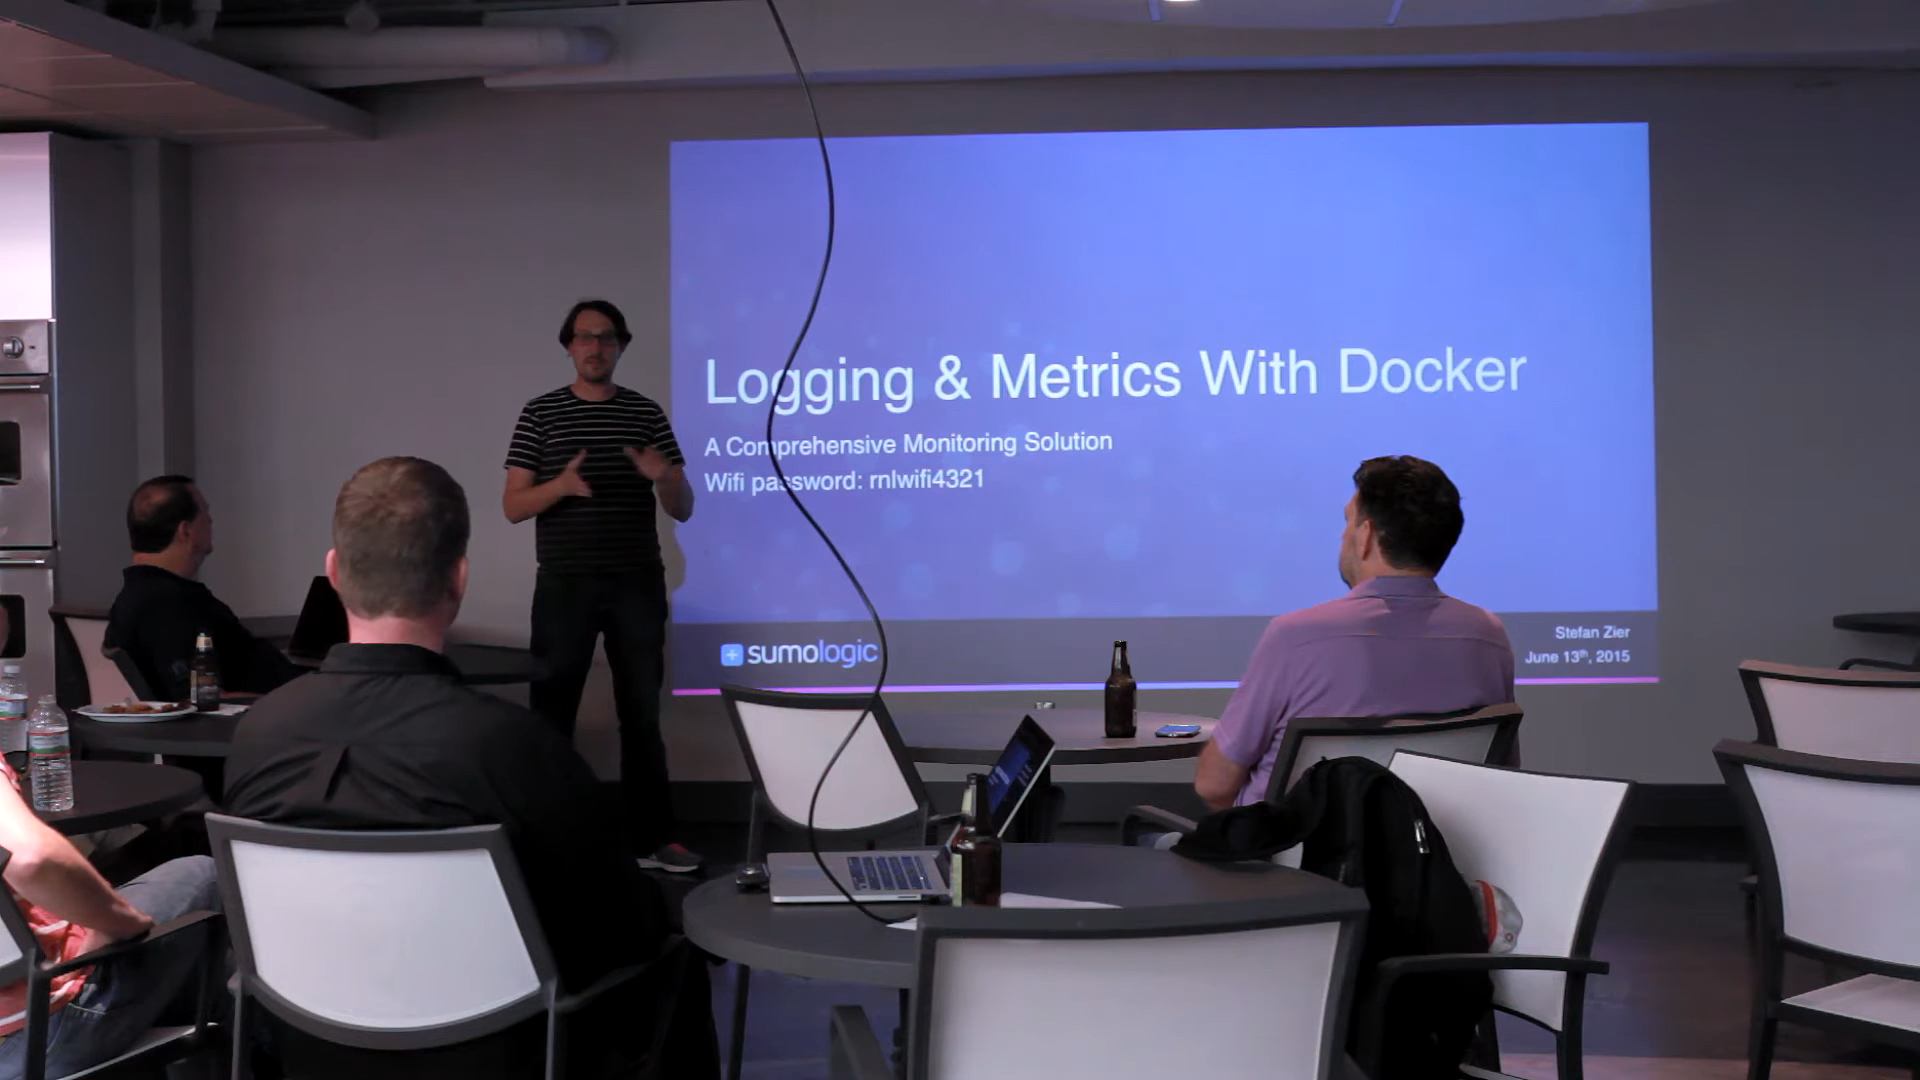 Logging & Metrics With Docker
A Comprehensive Monitoring Solution
Wifi password: rnlwifi4321
sumologic
Stefan Zier
June 13th, 2015